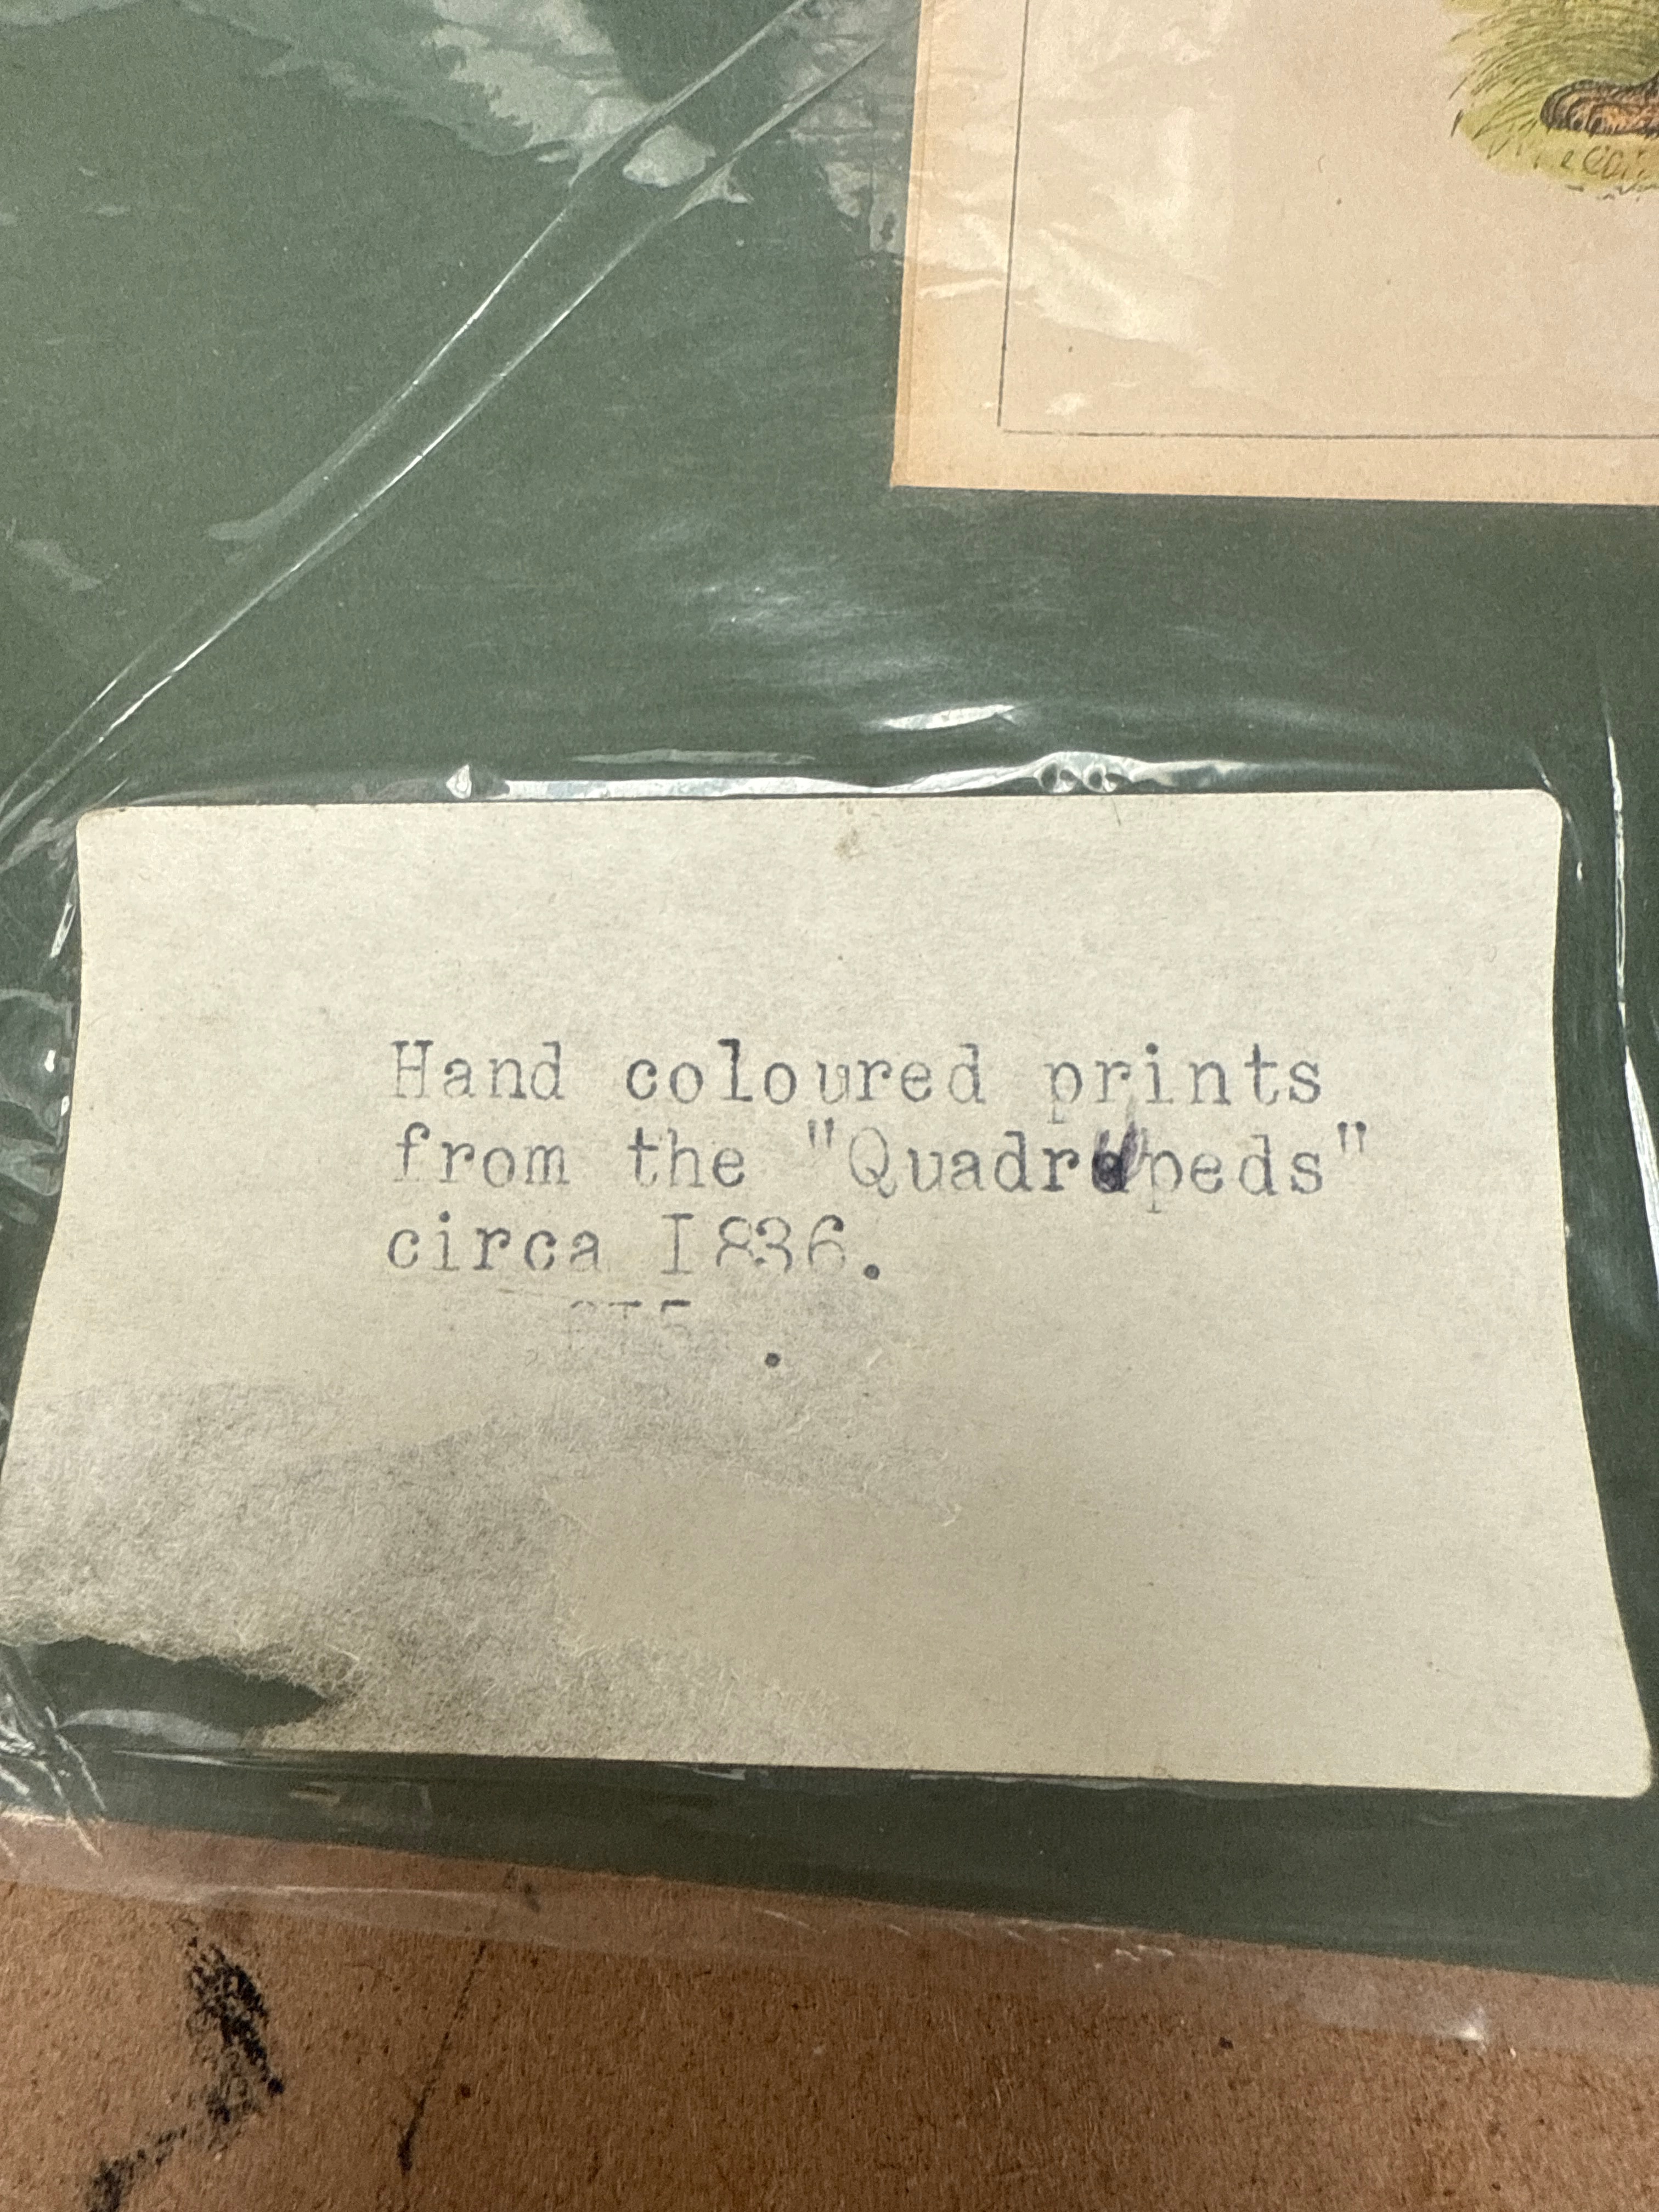 Hand coloured prints
from the "Quadrupeds"
circa I836.